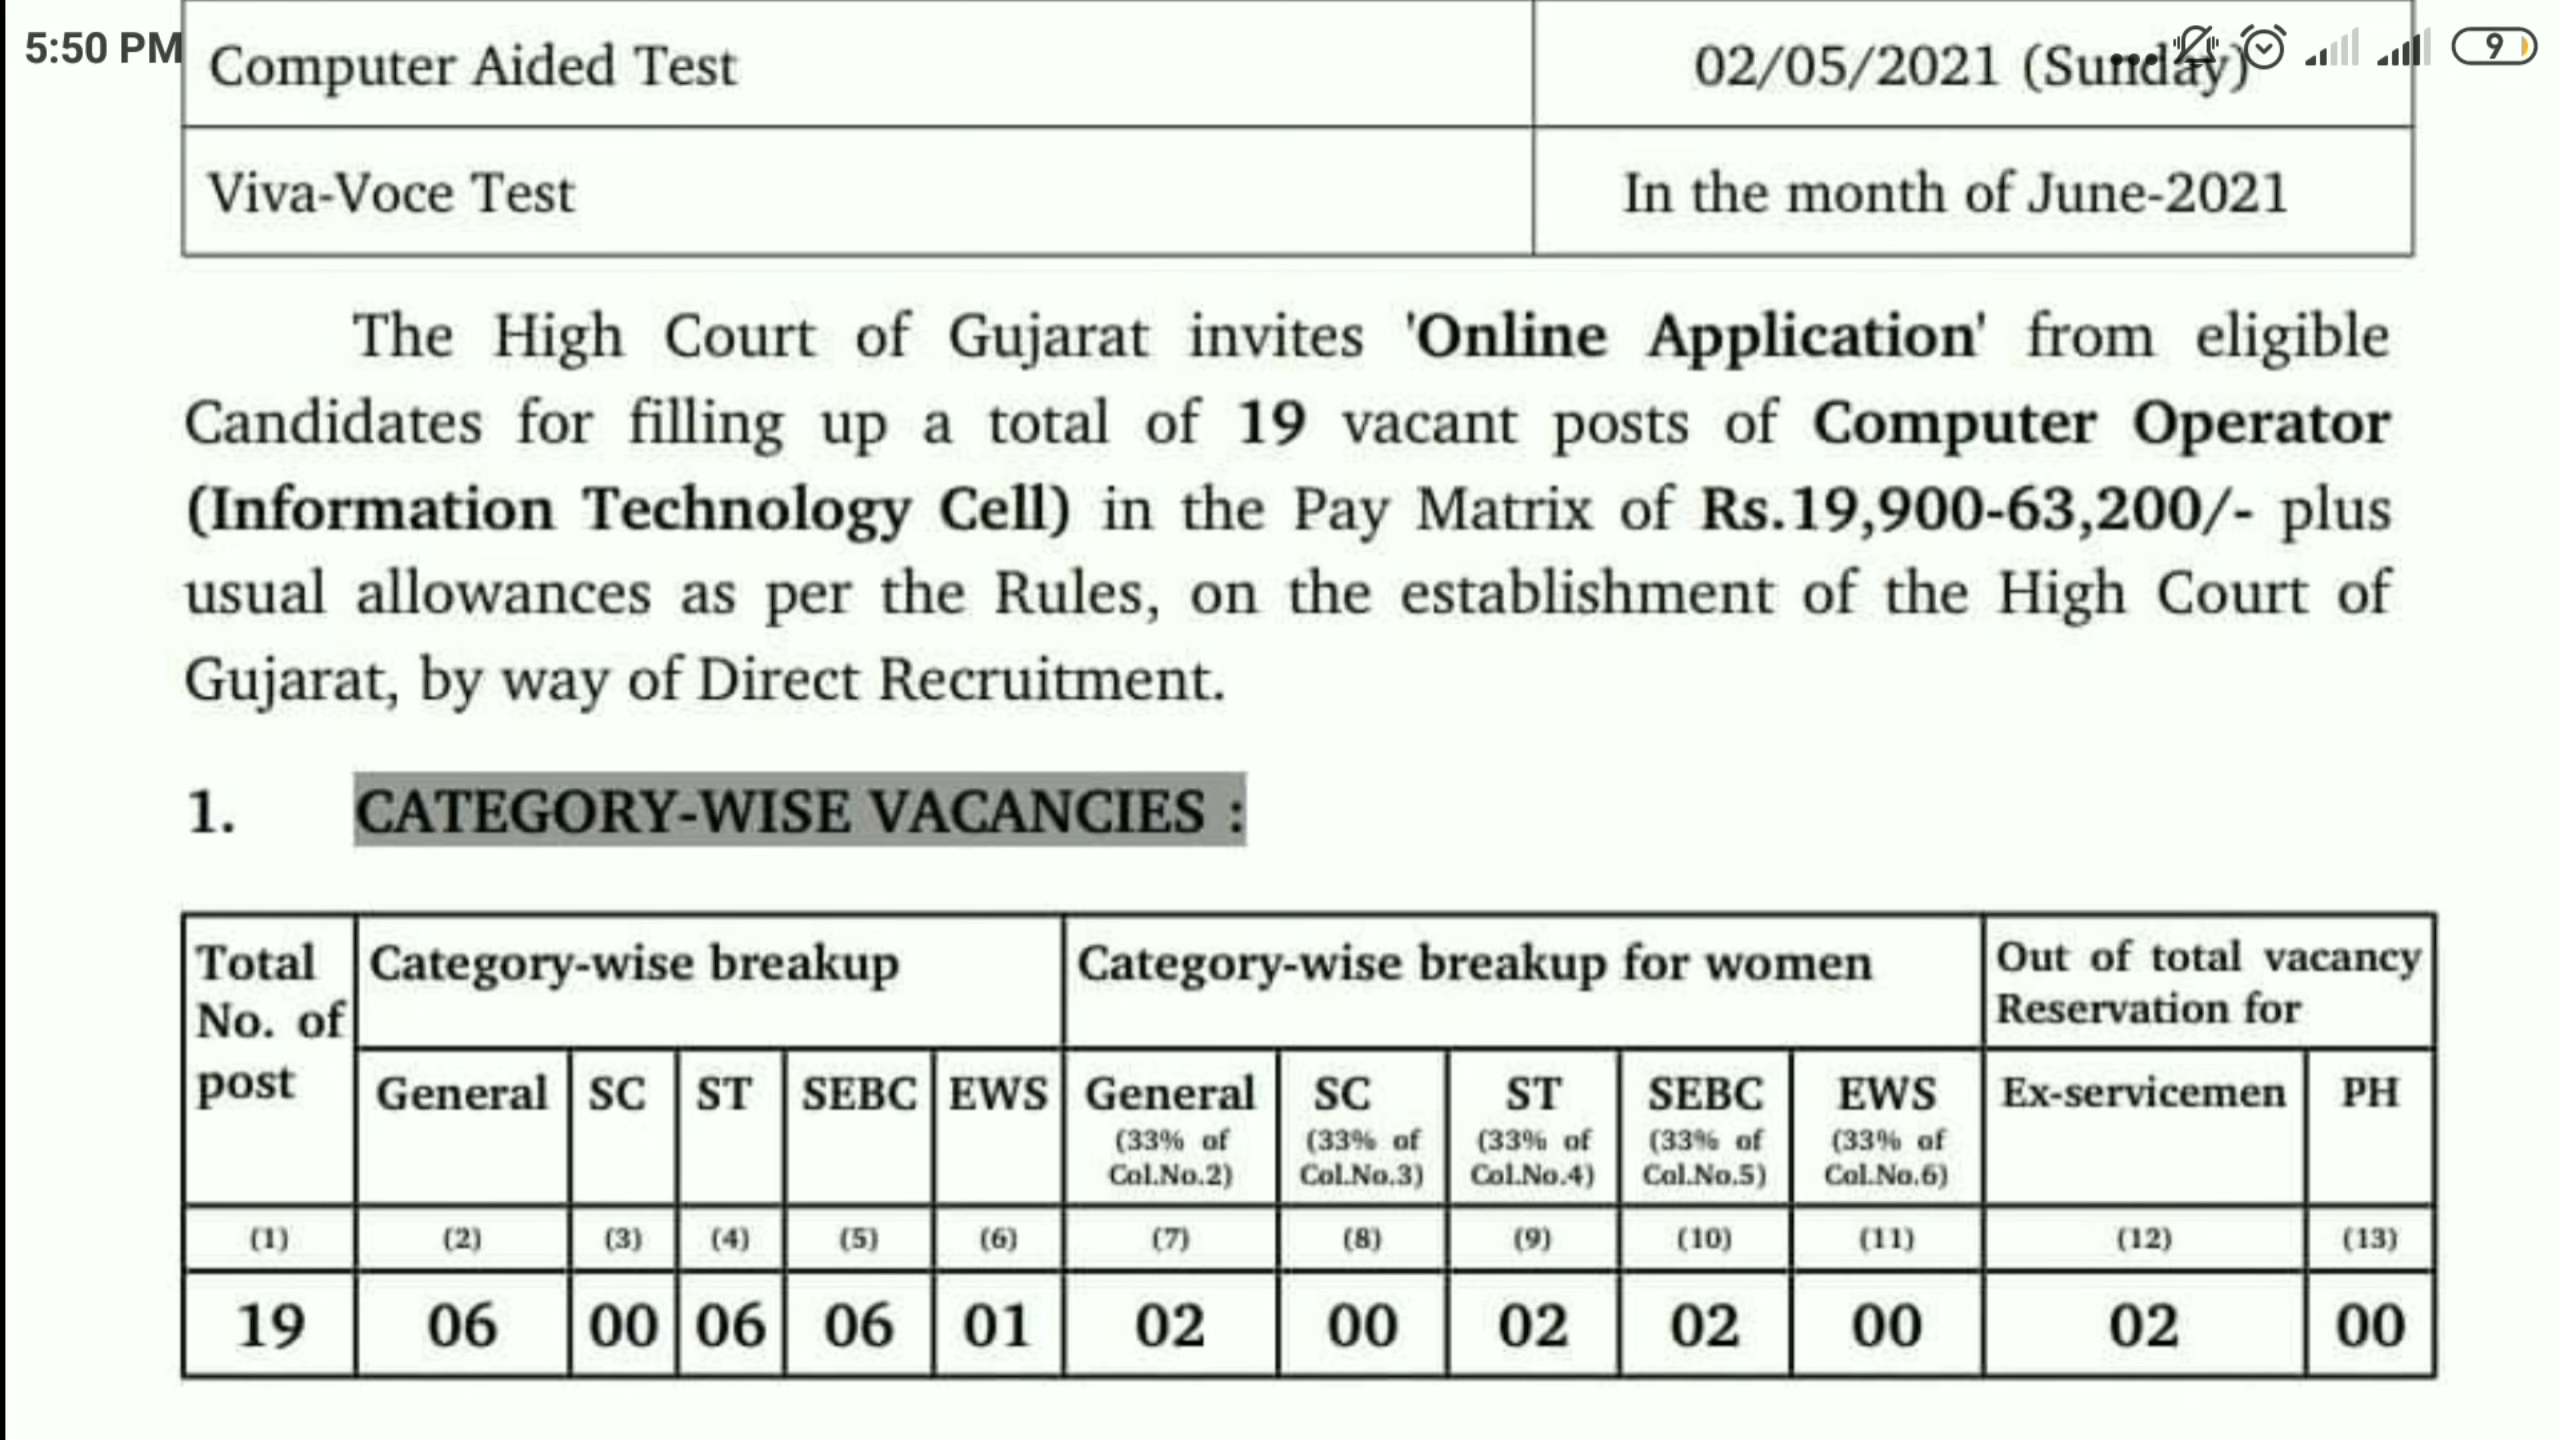 5:50 PM
9
Computer Aided Test 02/05/2021 (Sunday)
Viva-Voce Test In the month of June-2021
The High Court of Gujarat invites 'Online Application' from eligible
Candidates for filling up a total of 19 vacant posts of Computer Operator
(Information Technology Cell) in the Pay Matrix of Rs.19,900-63,200/- plus
usual allowances as per the Rules, on the establishment of the High Court of
Gujarat, by way of Direct Recruitment.
1. CATEGORY-WISE VACANCIES :
Total No. of post
Category-wise breakup
Category-wise breakup for women
Out of total vacancy
Reservation for
General SC ST SEBC EWS General SC ST SEBC EWS Ex-servicemen PH
(33% of (33% of (33% of (33% of (33% of
Col.No.2) Col.No.3) Col.No.4) Col.No.5) Col.No.6)
(1) (2) (3) (4) (5) (6) (7) (8) (9) (10) (11) (12) (13)
19 06 00 06 06 01 02 00 02 02 00 02 00